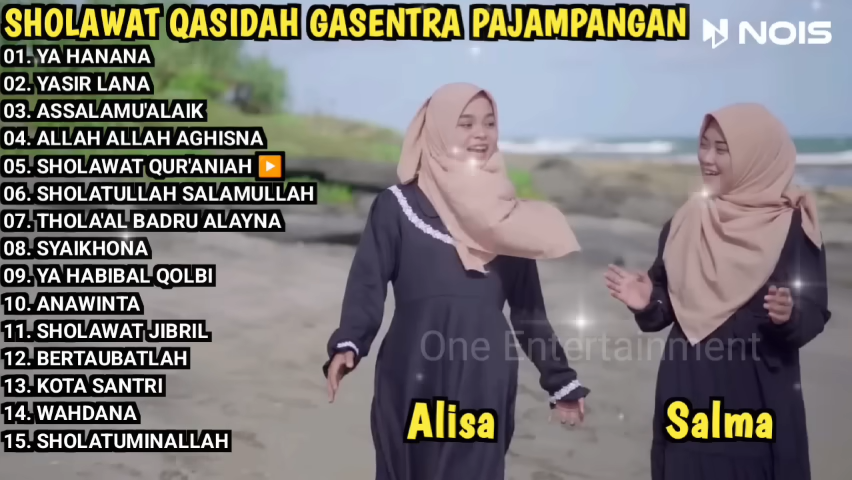 SHOLAWAT QASIDAH GASENTRA PAJAMPANGAN
NOIS
01. YA HANANA
02. YASIR LANA
03. ASSALAMU'ALAIK
04. ALLAH ALLAH AGHISNA
05. SHOLAWAT QUR'ANIAH ▶
06. SHOLATULLAH SALAMULLAH
07. THOLA'AL BADRU ALAYNA
08. SYAIKHONA
09. YA HABIBAL QOLBI
10. ANAWINTA
11. SHOLAWAT JIBRIL
12. BERTAUBATLAH
13. KOTA SANTRI
14. WAHDANA
15. SHOLATUMINALLAH
One Entertainment
Alisa
Salma